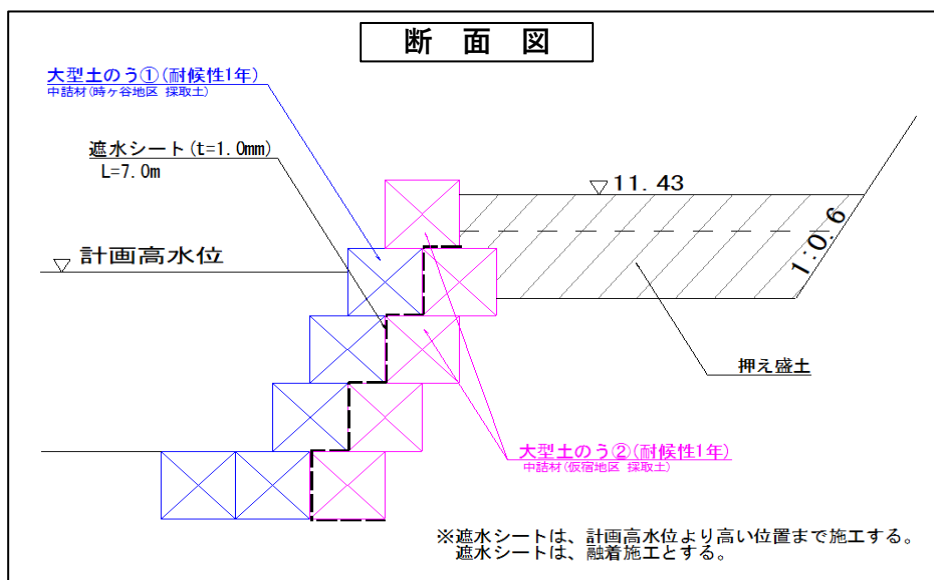 断 面 図
大型土のう①(耐候性1年)
中詰材(時ヶ谷地区 採取土)
遮水シート(t=1.0mm)
L=7.0m
11.43
計画高水位
1:0.6
押え盛土
大型土のう②(耐候性1年)
中詰材(仮宿地区 採取土)
※遮水シートは、計画高水位より高い位置まで施工する。
遮水シートは、融着施工とする。